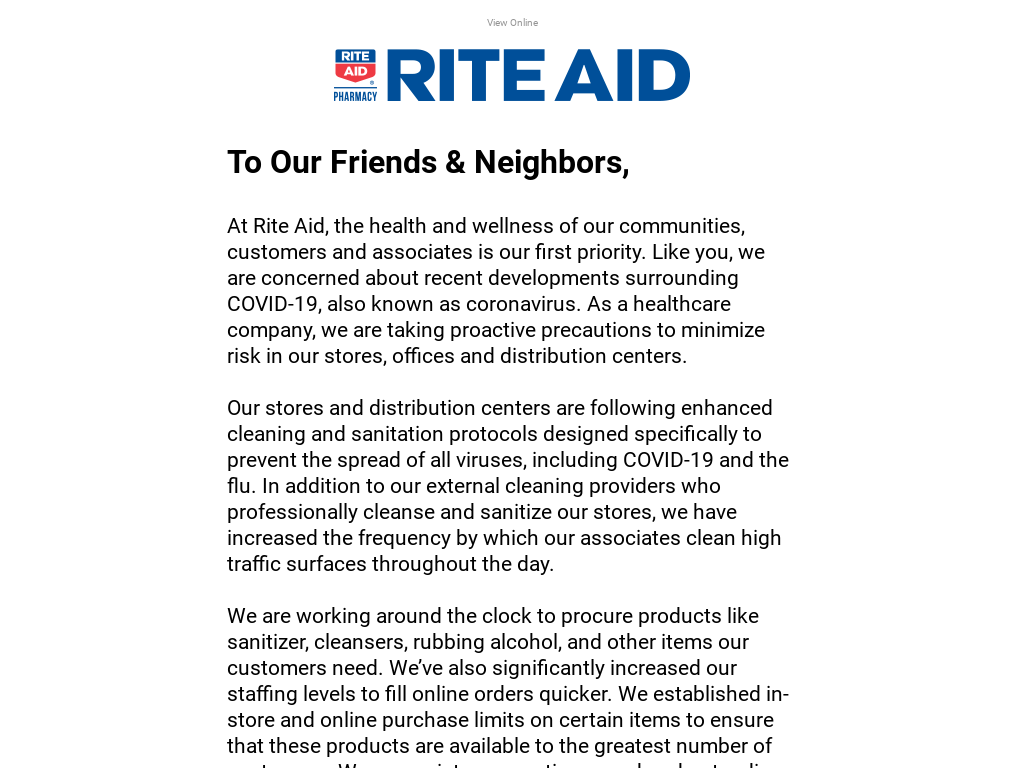 View Online
RITE
AID
®
PHARMACY
RITE AID
To Our Friends & Neighbors,
At Rite Aid, the health and wellness of our communities,
customers and associates is our first priority. Like you, we
are concerned about recent developments surrounding
COVID-19, also known as coronavirus. As a healthcare
company, we are taking proactive precautions to minimize
risk in our stores, offices and distribution centers.
Our stores and distribution centers are following enhanced
cleaning and sanitation protocols designed specifically to
prevent the spread of all viruses, including COVID-19 and the
flu. In addition to our external cleaning providers who
professionally cleanse and sanitize our stores, we have
increased the frequency by which our associates clean high
traffic surfaces throughout the day.
We are working around the clock to procure products like
sanitizer, cleansers, rubbing alcohol, and other items our
customers need. We’ve also significantly increased our
staffing levels to fill online orders quicker. We established in-
store and online purchase limits on certain items to ensure
that these products are available to the greatest number of